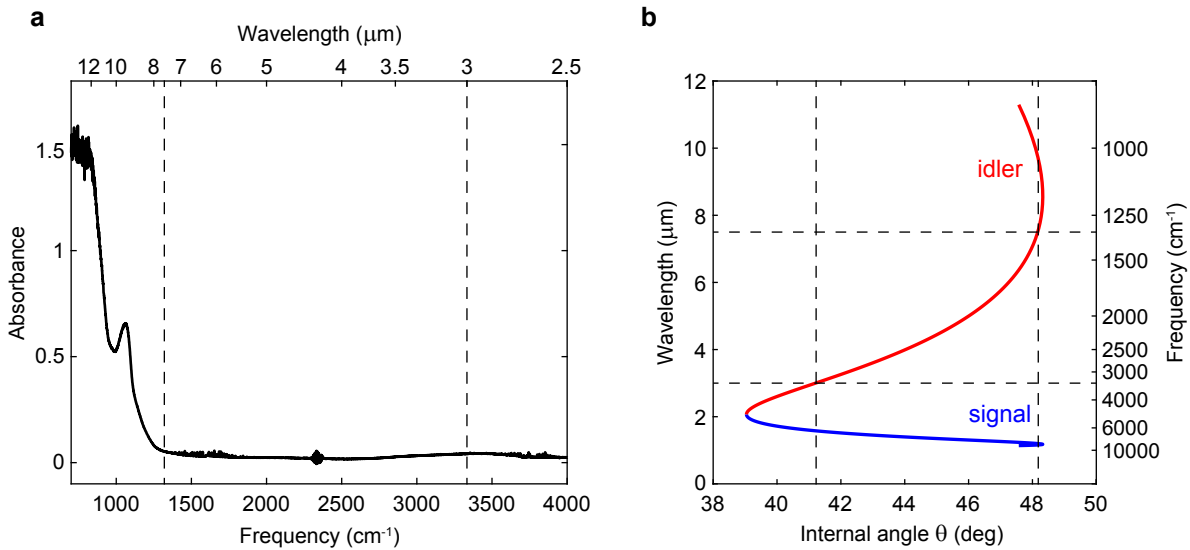 a
Wavelength (μm)
12 10 8 7 6 5 4 3.5 3 2.5
1.5
1
0.5
0
Absorbance
1000 1500 2000 2500 3000 3500 4000
Frequency (cm⁻¹)
b
12
10
8
6
4
2
0
Wavelength (μm)
idler
signal
1000
1250
1500
2000
2500
3000
4000
6000
10000
Frequency (cm⁻¹)
38 40 42 44 46 48 50
Internal angle θ (deg)